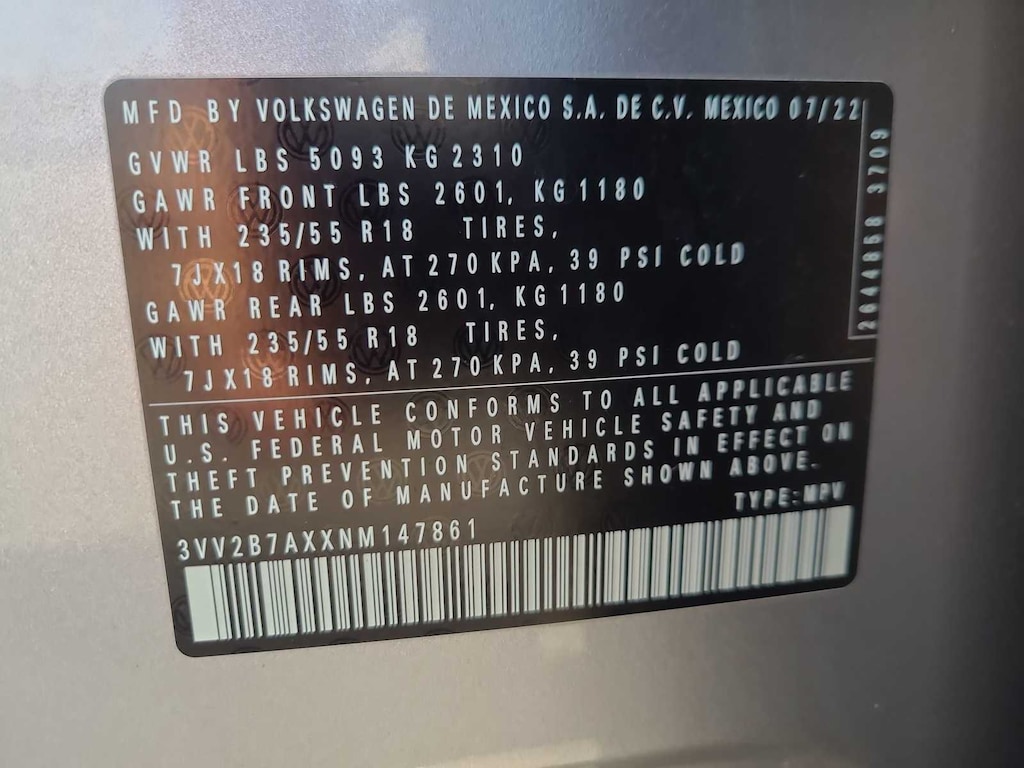 MFD BY VOLKSWAGEN DE MEXICO S.A. DE C.V. MEXICO 07/22
GVWR LBS 5093 KG 2310
GAWR FRONT LBS 2601, KG 1180
WITH 235/55 R18 TIRES,
7JX18 RIMS, AT 270 KPA, 39 PSI COLD
GAWR REAR LBS 2601, KG 1180
WITH 235/55 R18 TIRES,
7JX18 RIMS, AT 270 KPA, 39 PSI COLD
2644858 3709
THIS VEHICLE CONFORMS TO ALL APPLICABLE
U.S. FEDERAL MOTOR VEHICLE SAFETY AND
THEFT PREVENTION STANDARDS IN EFFECT ON
THE DATE OF MANUFACTURE SHOWN ABOVE.
TYPE: MPV
3VV2B7AXXNM147861